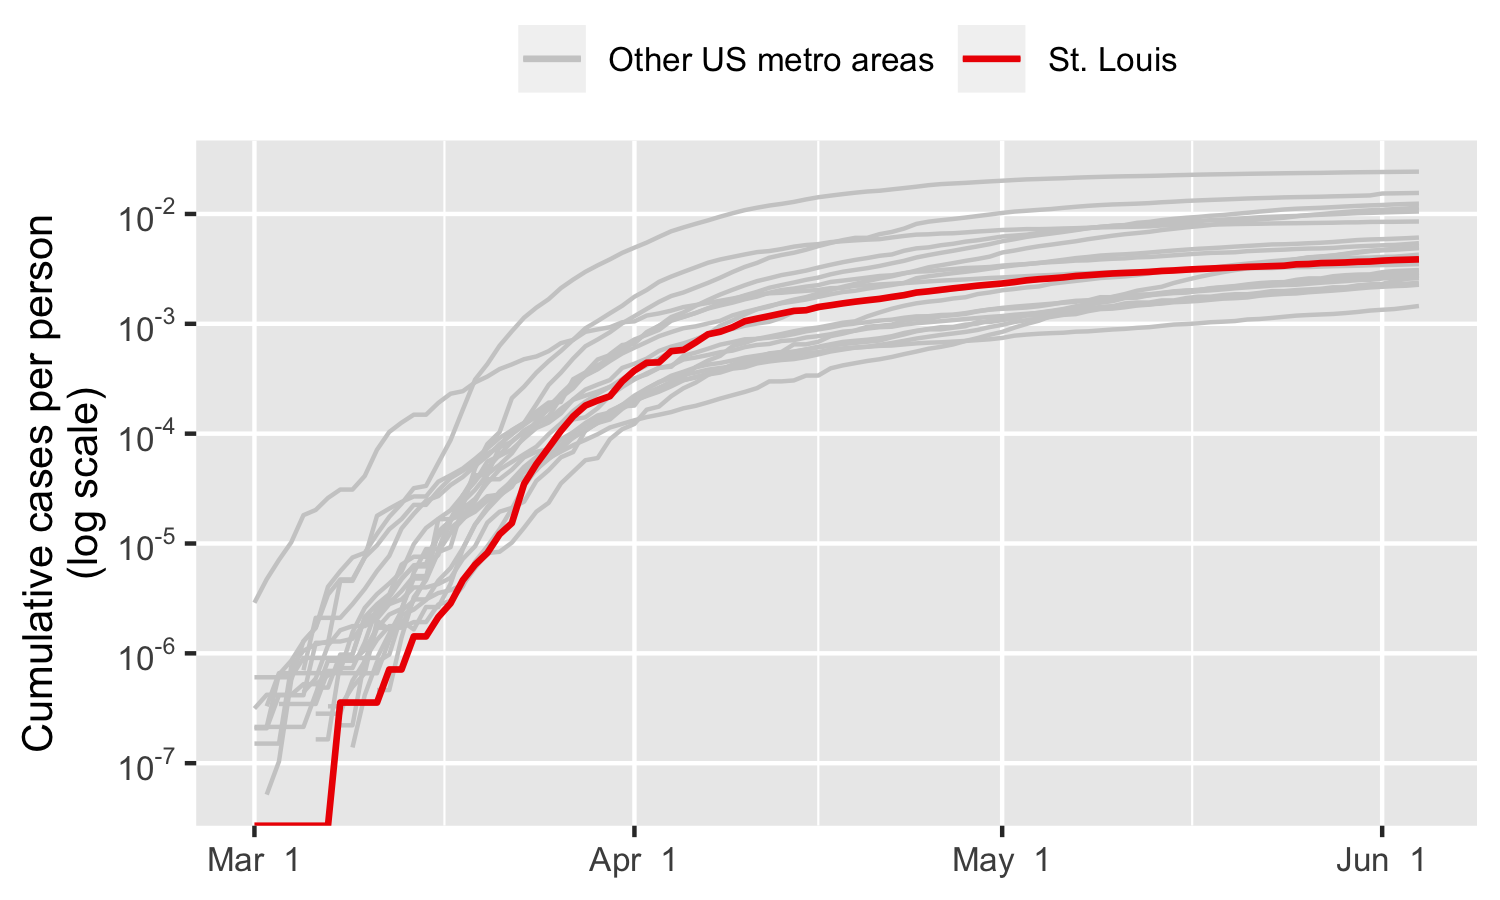 Other US metro areas St. Louis
Cumulative cases per person
(log scale)
10-2
10-3
10-4
10-5
10-6
10-7
Mar 1 Apr 1 May 1 Jun 1